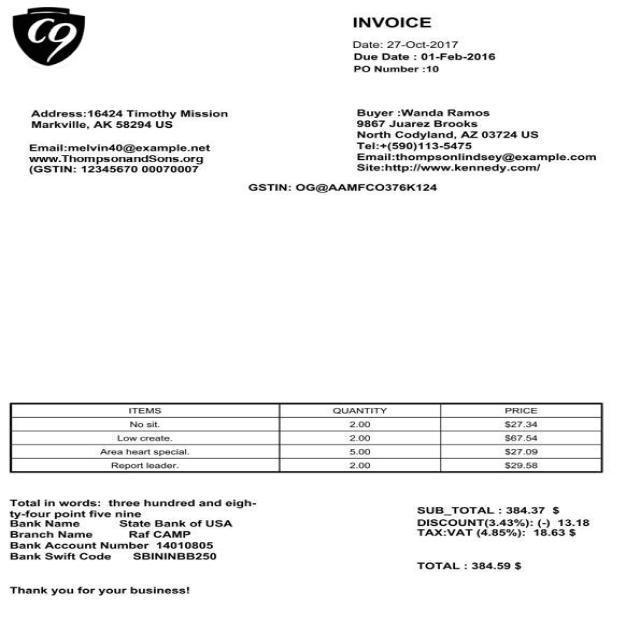 C9
INVOICE
Date: 27-Oct-2017
Due Date : 01-Feb-2016
PO Number :10
Address:16424 Timothy Mission
Markville, AK 58294 US
Email:melvin40@example.net
www.ThompsonandSons.org
(GSTIN: 12345670 00070007
Buyer :Wanda Ramos
9867 Juarez Brooks
North Codyland, AZ 03724 US
Tel:+(590)113-5475
Email:thompsonlindsey@example.com
Site:http://www.kennedy.com/
GSTIN: OG@AAMFCO376K124
ITEMS QUANTITY PRICE
No sit. 2.00 $27.34
Low create. 2.00 $67.54
Area heart special. 5.00 $27.09
Report leader. 2.00 $29.58
Total in words: three hundred and eigh-
ty-four point five nine
Bank Name State Bank of USA
Branch Name Raf CAMP
Bank Account Number 14010805
Bank Swift Code SBININBB250
SUB_TOTAL : 384.37 $
DISCOUNT(3.43%): (-) 13.18
TAX:VAT (4.85%): 18.63 $
TOTAL : 384.59 $
Thank you for your business!